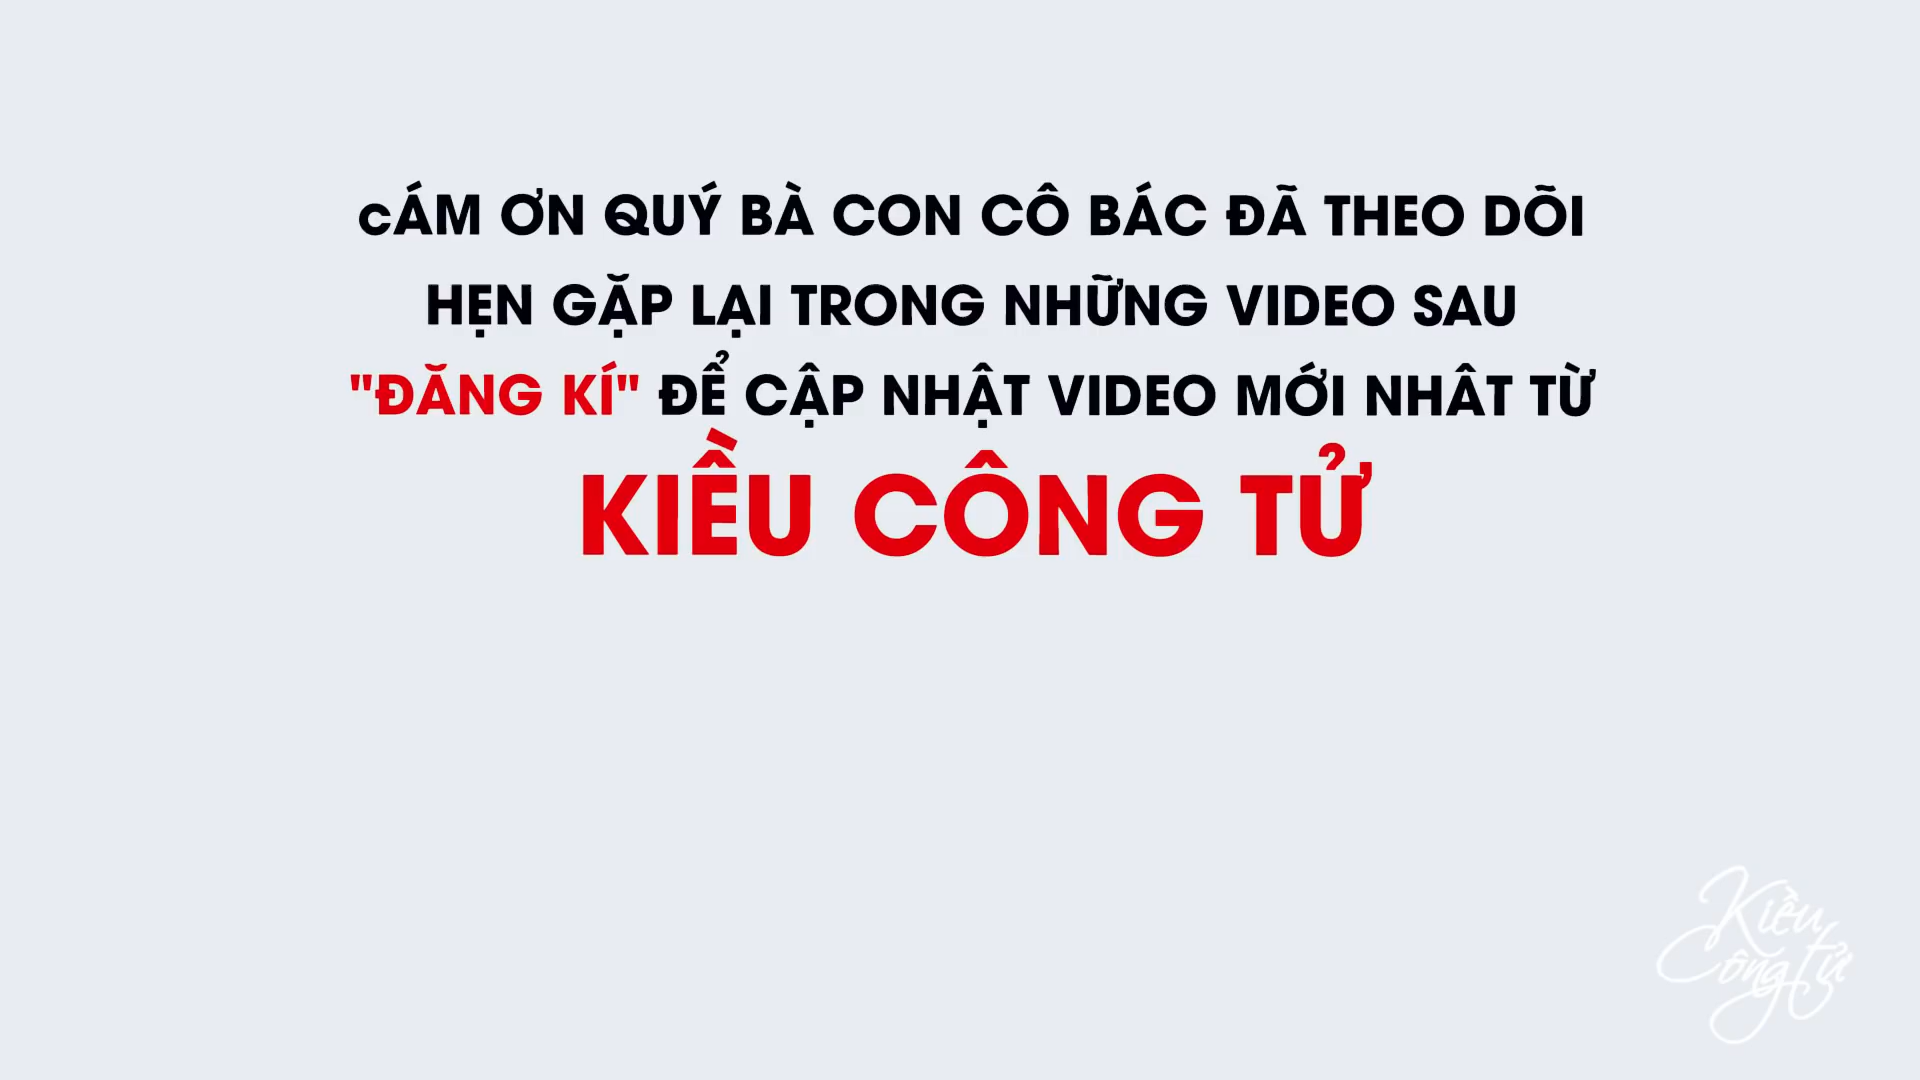 cÁM ƠN QUÝ BÀ CON CÔ BÁC ĐÃ THEO DÕI
HẸN GẶP LẠI TRONG NHỮNG VIDEO SAU
"ĐĂNG KÍ" ĐỂ CẬP NHẬT VIDEO MỚI NHÂT TỪ
KIỀU CÔNG TỬ
Kiều
Công Tử